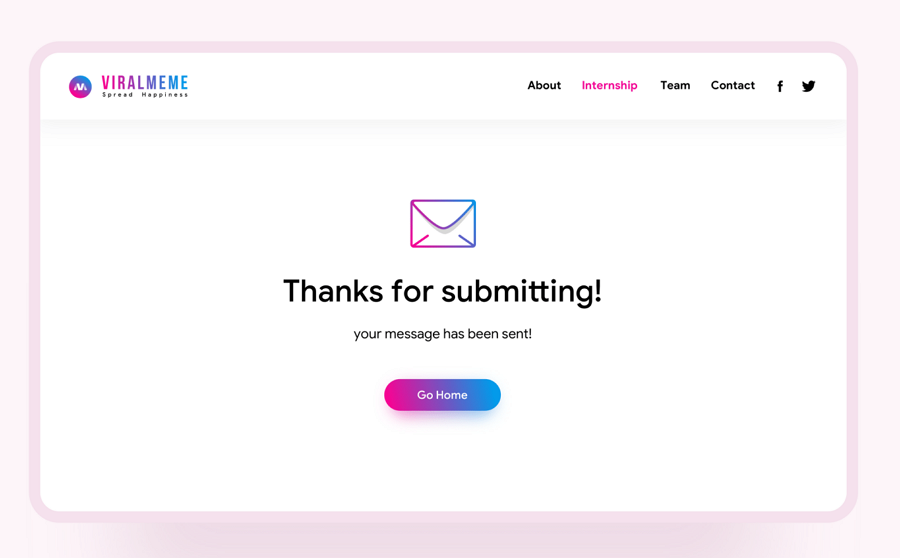 VIRALMEME
Spread Happiness
About Internship Team Contact
Thanks for submitting!
your message has been sent!
Go Home